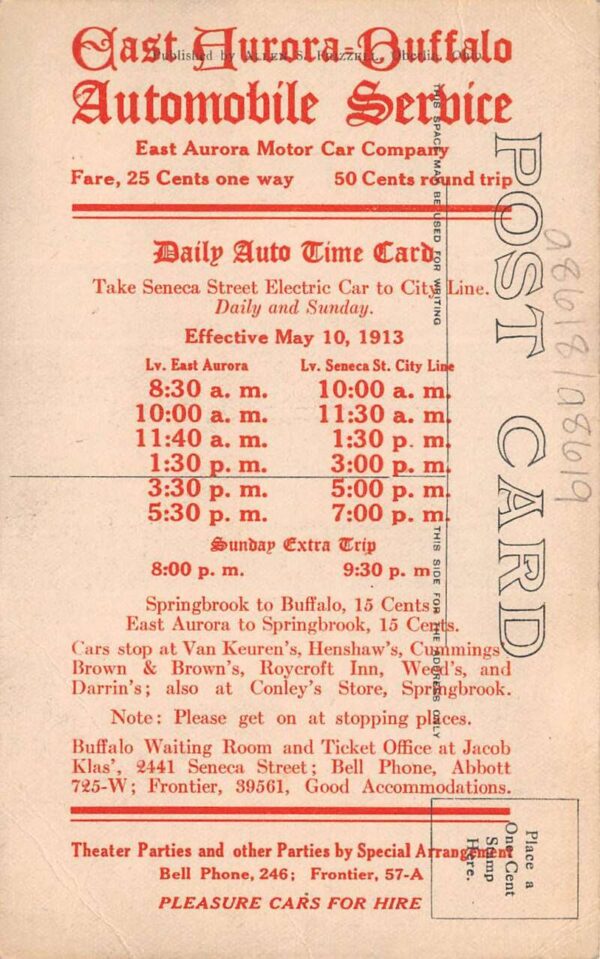 East Aurora-Buffalo
Published by ALLEN S. FRIZZELL, Oberlin, Ohio
Automobile Service
East Aurora Motor Car Company
Fare, 25 Cents one way 50 Cents round trip
Daily Auto Time Card
Take Seneca Street Electric Car to City Line.
Daily and Sunday.
Effective May 10, 1913
Lv. East Aurora Lv. Seneca St. City Line
8:30 a. m. 10:00 a. m.
10:00 a. m. 11:30 a. m.
11:40 a. m. 1:30 p. m.
1:30 p. m. 3:00 p. m.
3:30 p. m. 5:00 p. m.
5:30 p. m. 7:00 p. m.
Sunday Extra Trip
8:00 p. m. 9:30 p. m.
Springbrook to Buffalo, 15 Cents
East Aurora to Springbrook, 15 Cents.
Cars stop at Van Keuren's, Henshaw's, Cummings'
Brown & Brown's, Roycroft Inn, Weed's, and
Darrin's; also at Conley's Store, Springbrook.
Note: Please get on at stopping places.
Buffalo Waiting Room and Ticket Office at Jacob
Klas', 2441 Seneca Street; Bell Phone, Abbott
725-W; Frontier, 39561, Good Accommodations.
Theater Parties and other Parties by Special Arrangement
Bell Phone, 246; Frontier, 57-A
PLEASURE CARS FOR HIRE
POST CARD
THIS SPACE MAY BE USED FOR WRITING
THIS SIDE FOR THE ADDRESS ONLY
Place a
One Cent
Stamp
Here.
a8618/a8619